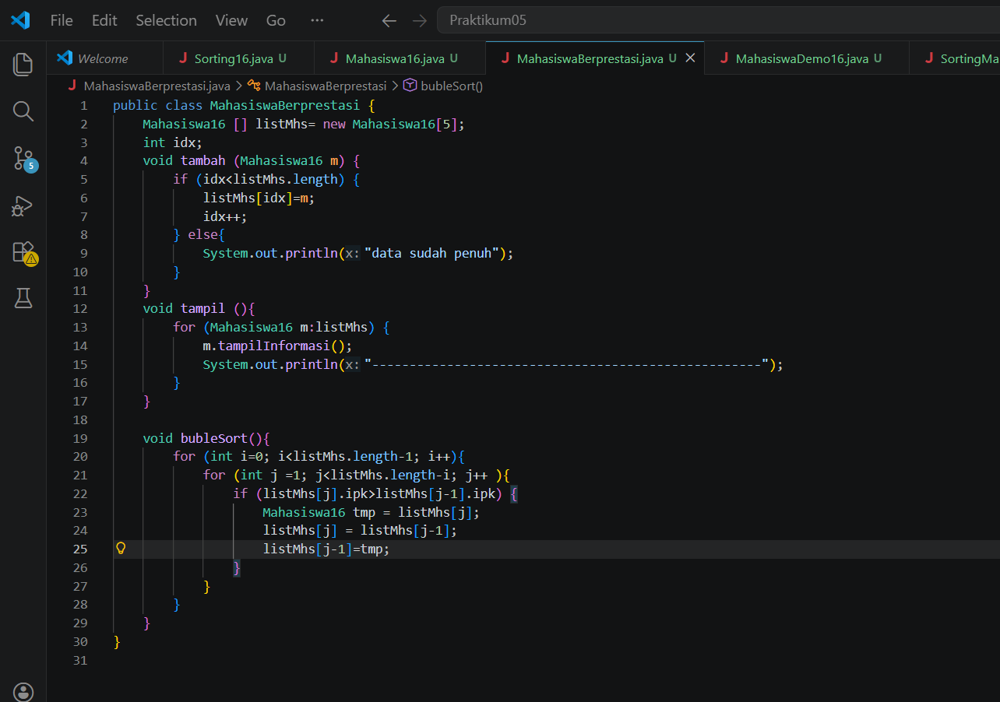 File Edit Selection View Go ··· ← → Praktikum05
Welcome J Sorting16.java U J Mahasiswa16.java U J MahasiswaBerprestasi.java U × J MahasiswaDemo16.java U J SortingMa
J MahasiswaBerprestasi.java > MahasiswaBerprestasi > bubleSort()
1 public class MahasiswaBerprestasi {
2 Mahasiswa16 [] listMhs= new Mahasiswa16[5];
3 int idx;
4 void tambah (Mahasiswa16 m) {
5 if (idx<listMhs.length) {
6 listMhs[idx]=m;
7 idx++;
8 } else{
9 System.out.println(x: "data sudah penuh");
10 }
11 }
12 void tampil (){
13 for (Mahasiswa16 m:listMhs) {
14 m.tampilInformasi();
15 System.out.println(x: "----------------------------------------------------");
16 }
17 }
18
19 void bubleSort(){
20 for (int i=0; i<listMhs.length-1; i++){
21 for (int j =1; j<listMhs.length-i; j++ ){
22 if (listMhs[j].ipk>listMhs[j-1].ipk) {
23 Mahasiswa16 tmp = listMhs[j];
24 listMhs[j] = listMhs[j-1];
25 listMhs[j-1]=tmp;
26 }
27 }
28 }
29 }
30 }
31
5